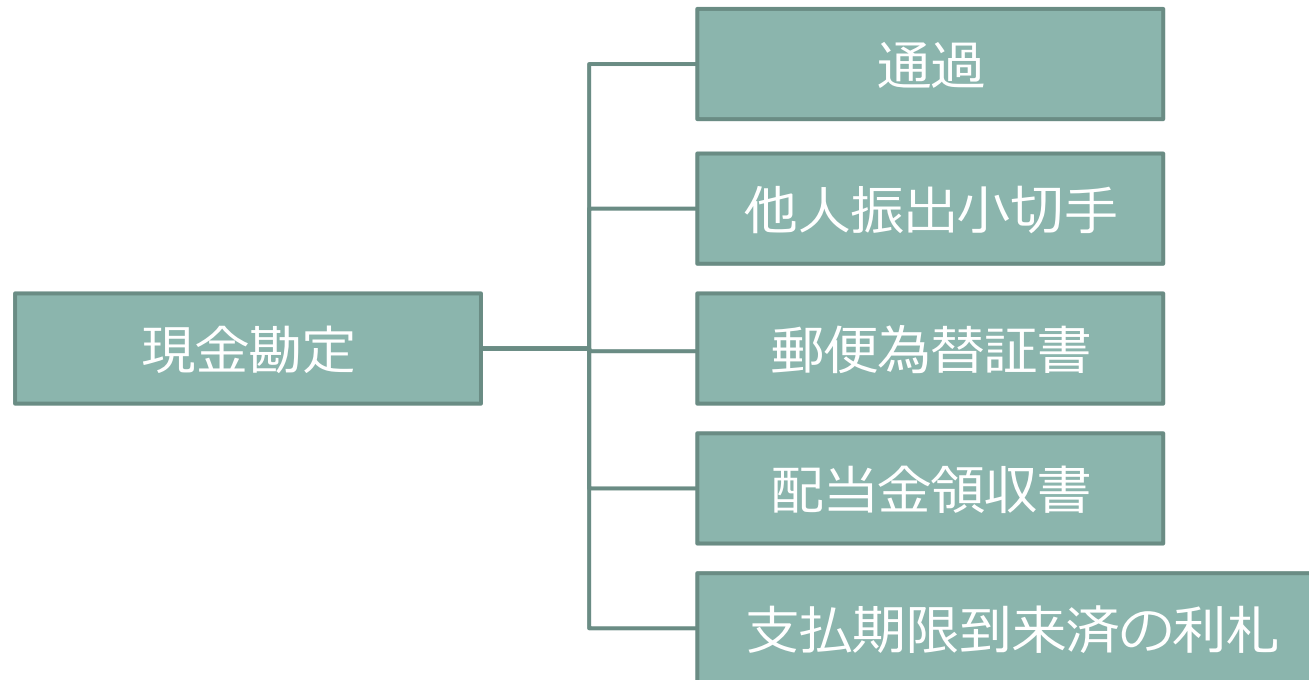 現金勘定
通過
他人振出小切手
郵便為替証書
配当金領収書
支払期限到来済の利札